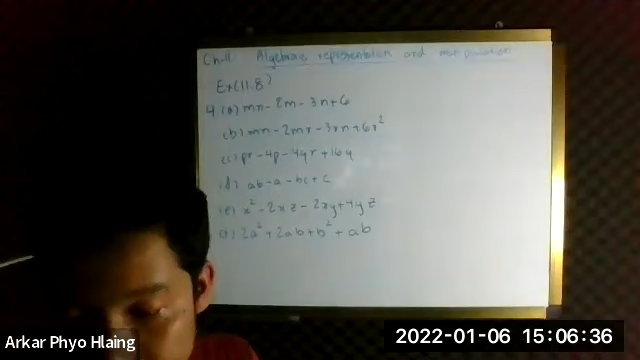 Ch-11 Algebraic representation and manipulation
Ex(11.8)
4.(a) mn-2m-3n+6
(b) mn-2mr-3rn+6r²
(c) pr-4p-4qr+16q
(d) ab-a-bc+c
(e) x²-2xz-2xy+4yz
2a²+2ab+b²+ab
Arkar Phyo Hlaing
2022-01-06 15:06:36